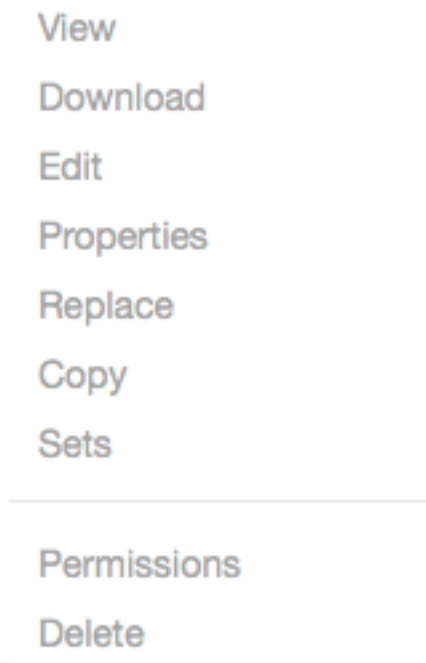 View
Download
Edit
Properties
Replace
Copy
Sets
Permissions
Delete